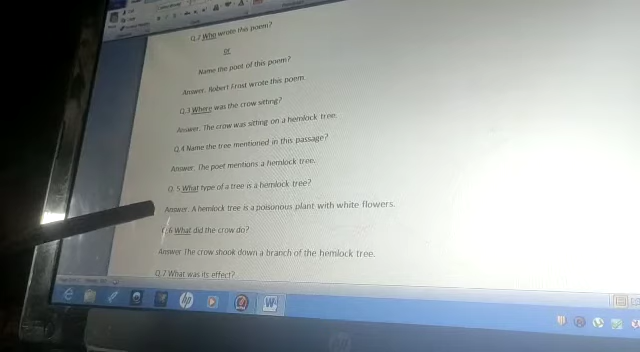 Q.2 Who wrote this poem?
or
Name the poet of this poem?
Answer. Robert Frost wrote this poem.
Q.3 Where was the crow sitting?
Answer. The crow was sitting on a hemlock tree.
Q.4 Name the tree mentioned in this passage?
Answer. The poet mentions a hemlock tree.
Q. 5 What type of a tree is a hemlock tree?
Answer. A hemlock tree is a poisonous plant with white flowers.
Q.6 What did the crow do?
Answer The crow shook down a branch of the hemlock tree.
Q.7 What was its effect?
hp
W